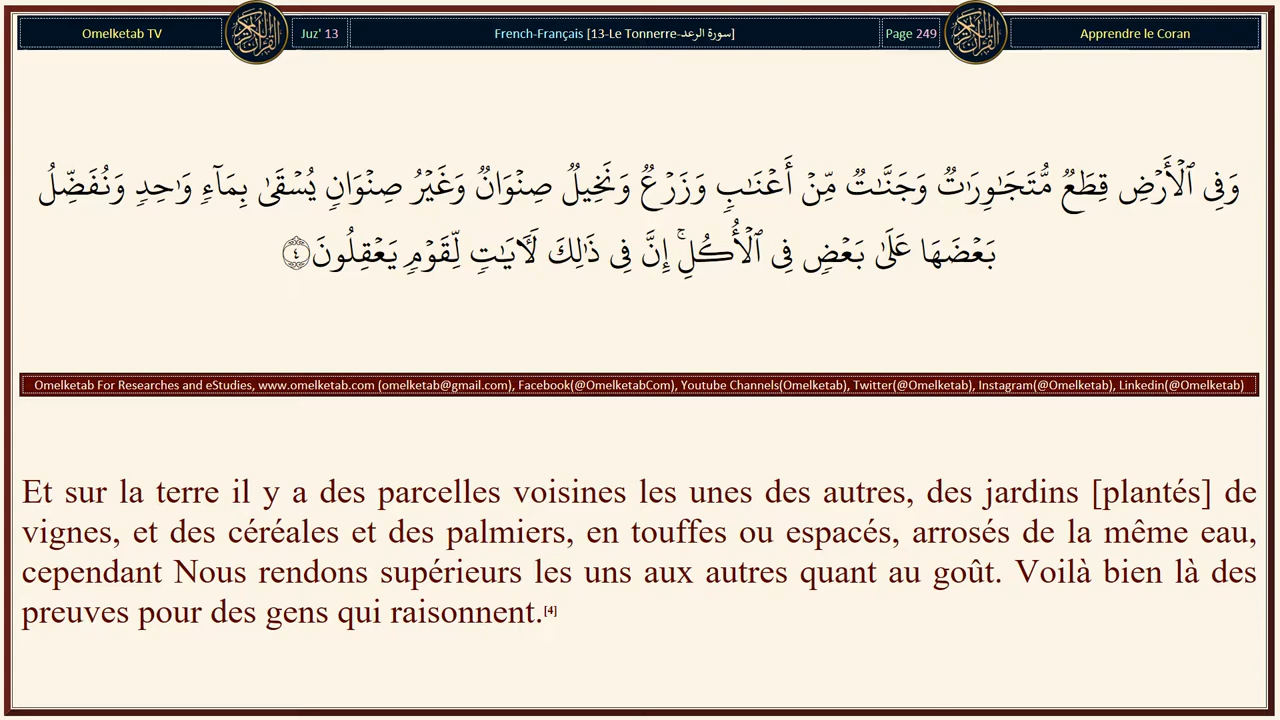 Omelketab TV
Juz' 13
French-Français [13-Le Tonnerre-سورة الرعد]
Page 249
Apprendre le Coran
وَفِي ٱلۡأَرۡضِ قِطَعٞ مُّتَجَٰوِرَٰتٞ وَجَنَّٰتٞ مِّنۡ أَعۡنَٰبٖ وَزَرۡعٞ وَنَخِيلٞ صِنۡوَانٞ وَغَيۡرُ صِنۡوَانٖ يُسۡقَىٰ بِمَآءٖ وَٰحِدٖ وَنُفَضِّلُ
بَعۡضَهَا عَلَىٰ بَعۡضٖ فِي ٱلۡأُكُلِۚ إِنَّ فِي ذَٰلِكَ لَأٓيَٰتٖ لِّقَوۡمٖ يَعۡقِلُونَ ٤
Omelketab For Researches and eStudies, www.omelketab.com (omelketab@gmail.com), Facebook(@OmelketabCom), Youtube Channels(Omelketab), Twitter(@Omelketab), Instagram(@Omelketab), Linkedin(@Omelketab)
Et sur la terre il y a des parcelles voisines les unes des autres, des jardins [plantés] de
vignes, et des céréales et des palmiers, en touffes ou espacés, arrosés de la même eau,
cependant Nous rendons supérieurs les uns aux autres quant au goût. Voilà bien là des
preuves pour des gens qui raisonnent.[4]